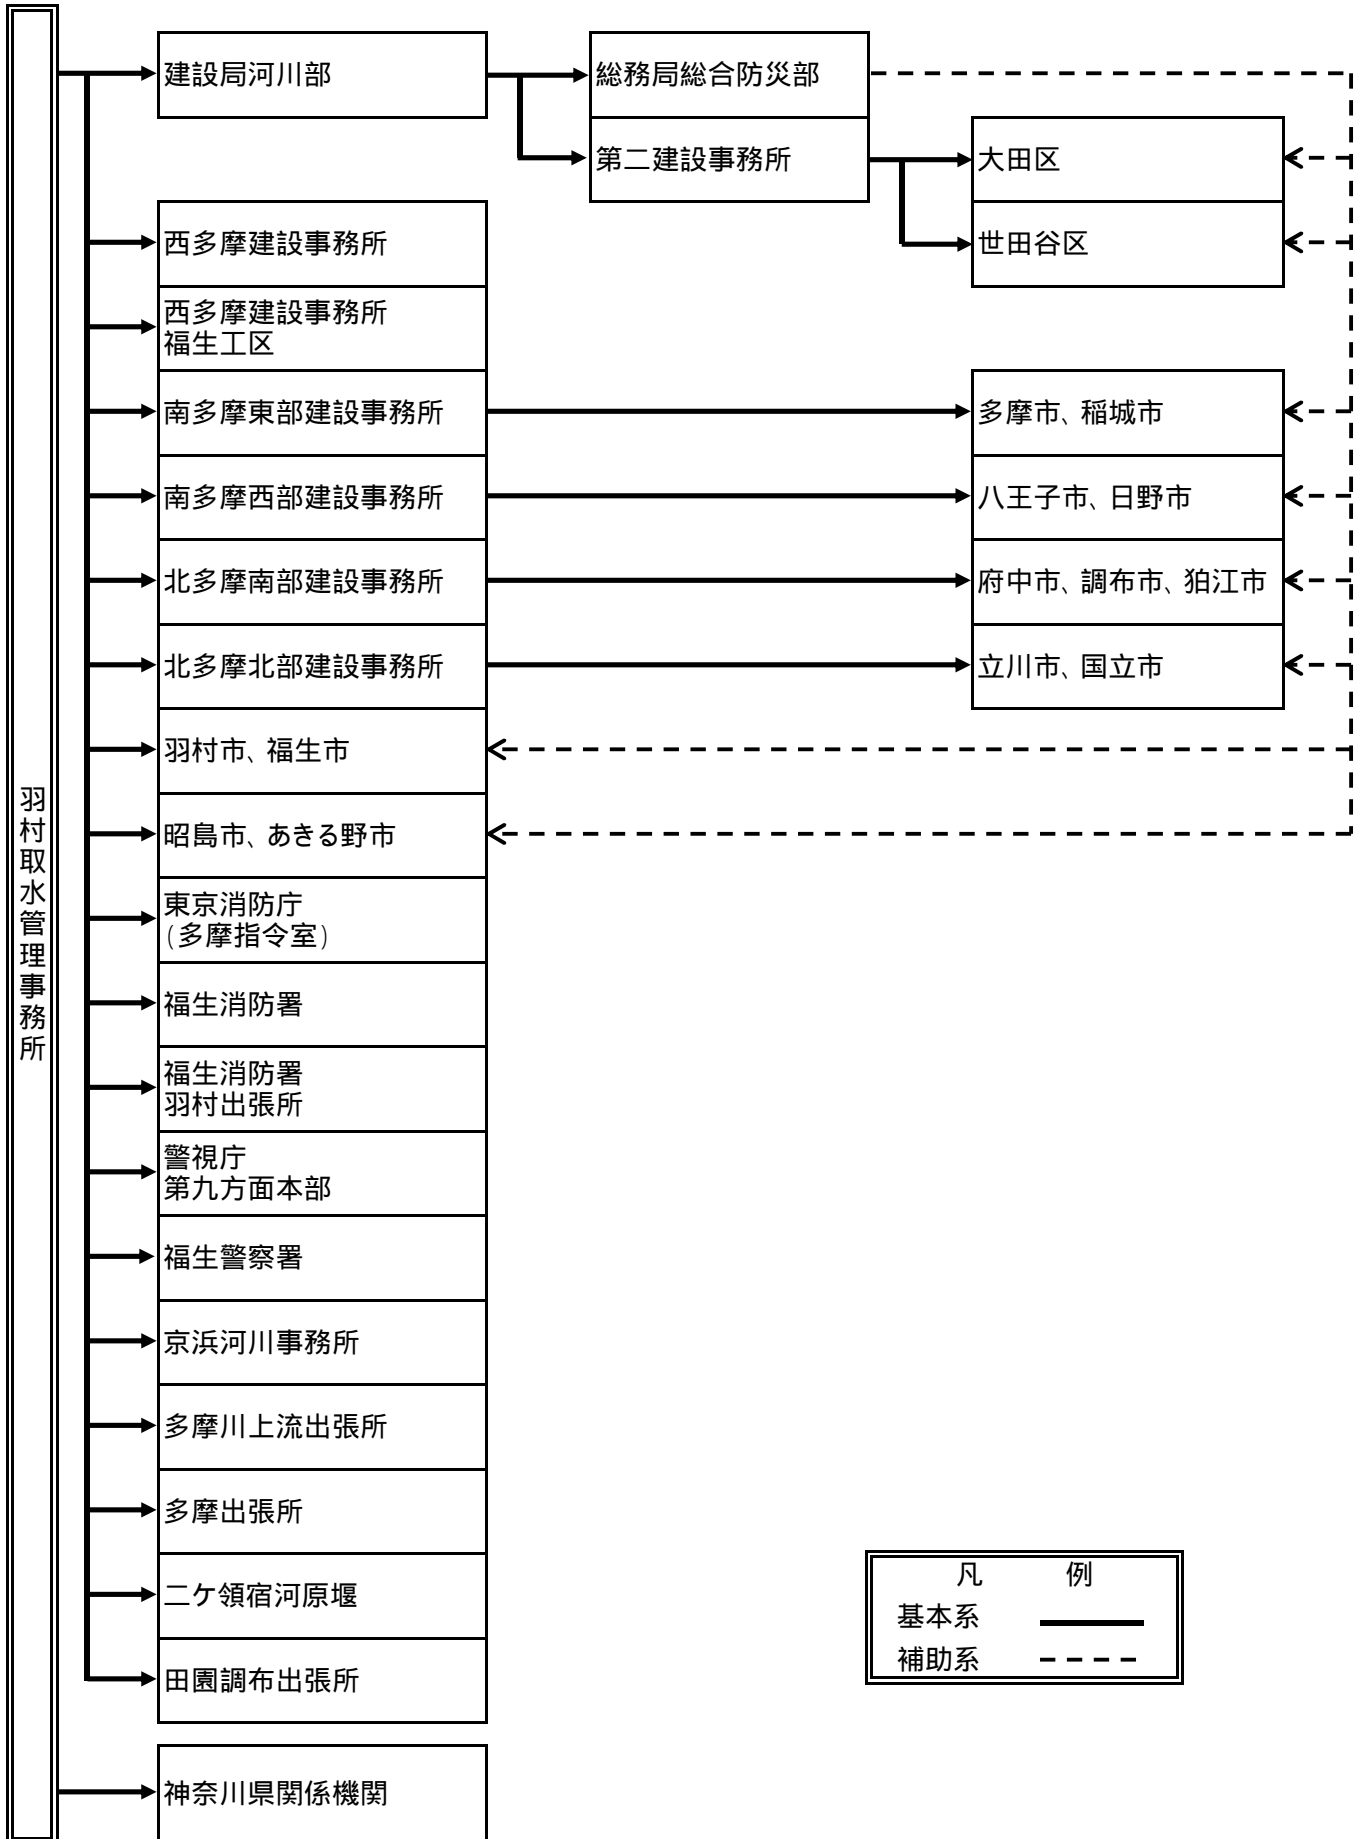 羽村取水管理事務所
建設局河川部
総務局総合防災部
第二建設事務所
大田区
世田谷区
西多摩建設事務所
西多摩建設事務所
福生工区
南多摩東部建設事務所
多摩市、稲城市
南多摩西部建設事務所
八王子市、日野市
北多摩南部建設事務所
府中市、調布市、狛江市
北多摩北部建設事務所
立川市、国立市
羽村市、福生市
昭島市、あきる野市
東京消防庁
(多摩指令室)
福生消防署
福生消防署
羽村出張所
警視庁
第九方面本部
福生警察署
京浜河川事務所
多摩川上流出張所
多摩出張所
二ケ領宿河原堰
田園調布出張所
神奈川県関係機関
凡 例
基本系
補助系